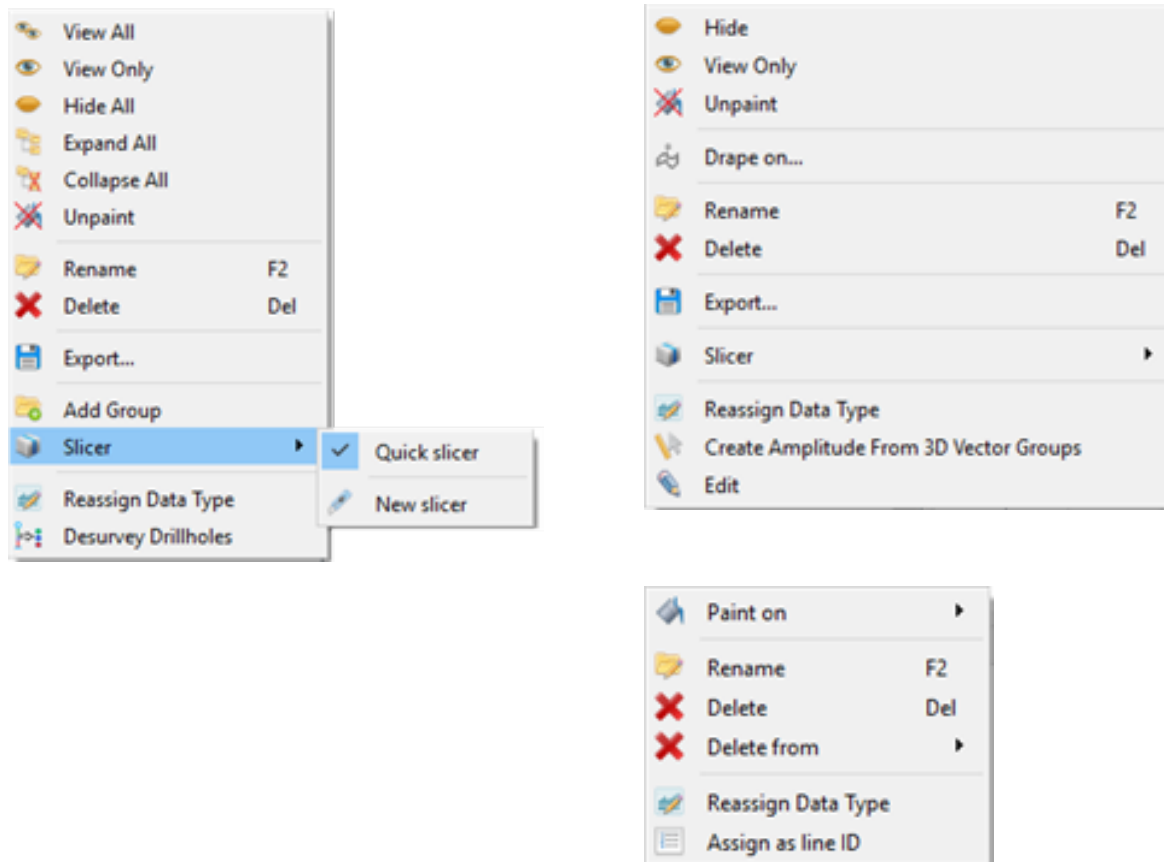 View All
View Only
Hide All
Expand All
Collapse All
Unpaint
Rename F2
Delete Del
Export...
Add Group
Slicer
Quick slicer
New slicer
Reassign Data Type
Desurvey Drillholes
Hide
View Only
Unpaint
Drape on...
Rename F2
Delete Del
Export...
Slicer
Reassign Data Type
Create Amplitude From 3D Vector Groups
Edit
Paint on
Rename F2
Delete Del
Delete from
Reassign Data Type
Assign as line ID